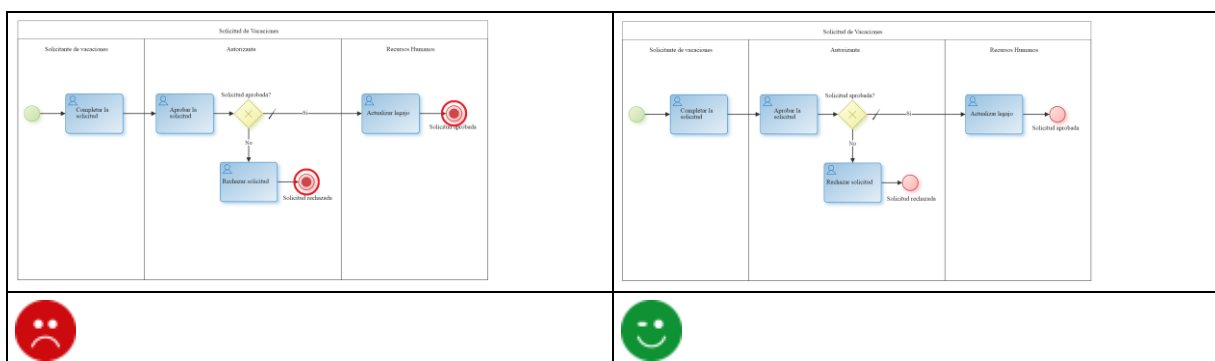 Solicitud de Vacaciones
Solicitante de vacaciones
Autorizante
Recursos Humanos
Solicitud aprobada?
Completar la
solicitud
Aprobar la
solicitud
Si
Actualizar legajo
Solicitud aprobada
No
Rechazar solicitud
Solicitud rechazada
Solicitud de Vacaciones
Solicitante de vacaciones
Autorizante
Recursos Humanos
Solicitud aprobada?
Completar la
solicitud
Aprobar la
solicitud
Si
Actualizar legajo
Solicitud aprobada
No
Rechazar solicitud
Solicitud rechazada